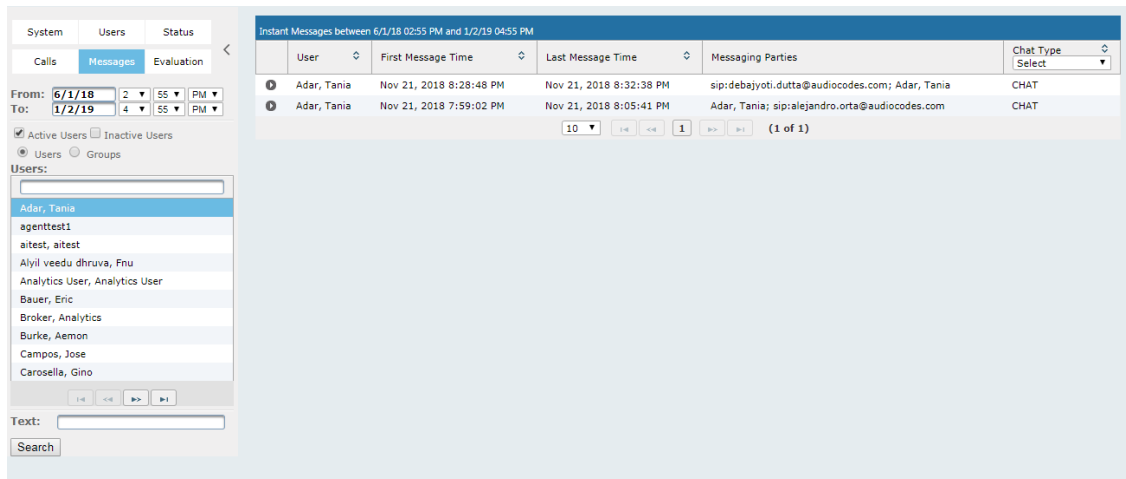 System Users Status
Calls Messages Evaluation
From: 6/1/18 2 55 PM
To: 1/2/19 4 55 PM
Active Users Inactive Users
Users Groups
Users:
Adar, Tania
agenttest1
aitest, aitest
Alyil veedu dhruva, Fnu
Analytics User, Analytics User
Bauer, Eric
Broker, Analytics
Burke, Aemon
Campos, Jose
Carosella, Gino
Text:
Search
Instant Messages between 6/1/18 02:55 PM and 1/2/19 04:55 PM
User First Message Time Last Message Time Messaging Parties Chat Type
Select
Adar, Tania Nov 21, 2018 8:28:48 PM Nov 21, 2018 8:32:38 PM sip:debajyoti.dutta@audiocodes.com; Adar, Tania CHAT
Adar, Tania Nov 21, 2018 7:59:02 PM Nov 21, 2018 8:05:41 PM Adar, Tania; sip:alejandro.orta@audiocodes.com CHAT
10 1 (1 of 1)